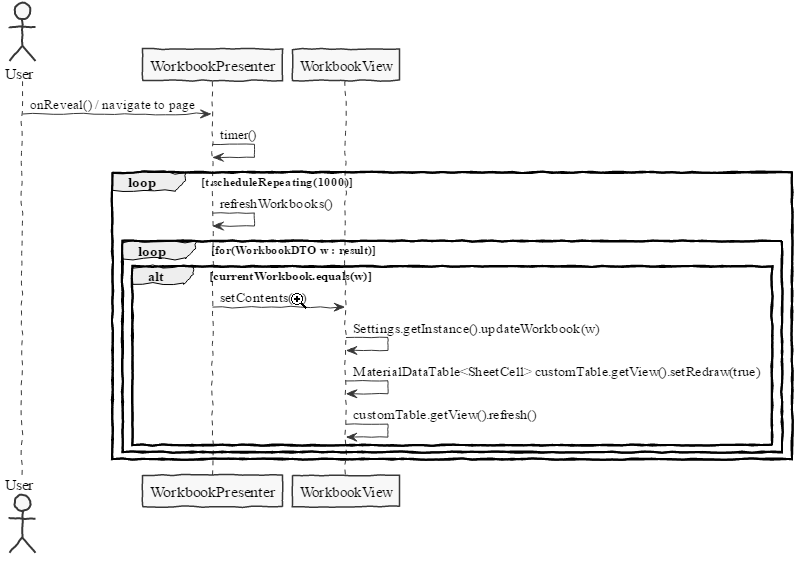 User
WorkbookPresenter
WorkbookView
onReveal() / navigate to page
timer()
loop [t.scheduleRepeating(1000)]
refreshWorkbooks()
loop [for(WorkbookDTO w : result)]
alt [currentWorkbook.equals(w)]
setContents(
Settings.getInstance().updateWorkbook(w)
MaterialDataTable<SheetCell> customTable.getView().setRedraw(true)
customTable.getView().refresh()
User
WorkbookPresenter
WorkbookView